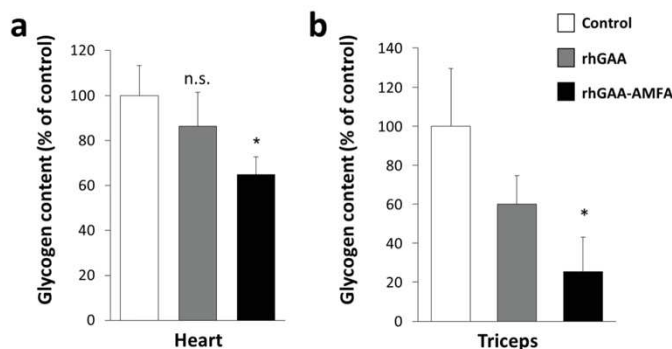 a
Glycogen content (% of control)
120
100
80
60
40
20
0
n.s.
*
Heart
b
Glycogen content (% of control)
140
120
100
80
60
40
20
0
*
Triceps
Control
rhGAA
rhGAA-AMFA